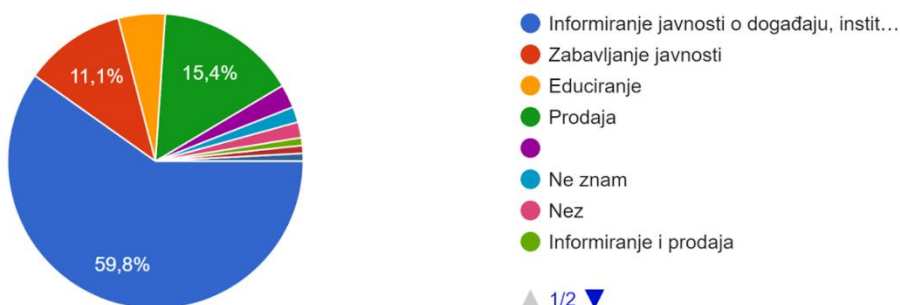 11,1%
15,4%
59,8%
Informiranje javnosti o događaju, instit…
Zabavljanje javnosti
Educiranje
Prodaja
Ne znam
Nez
Informiranje i prodaja
1/2